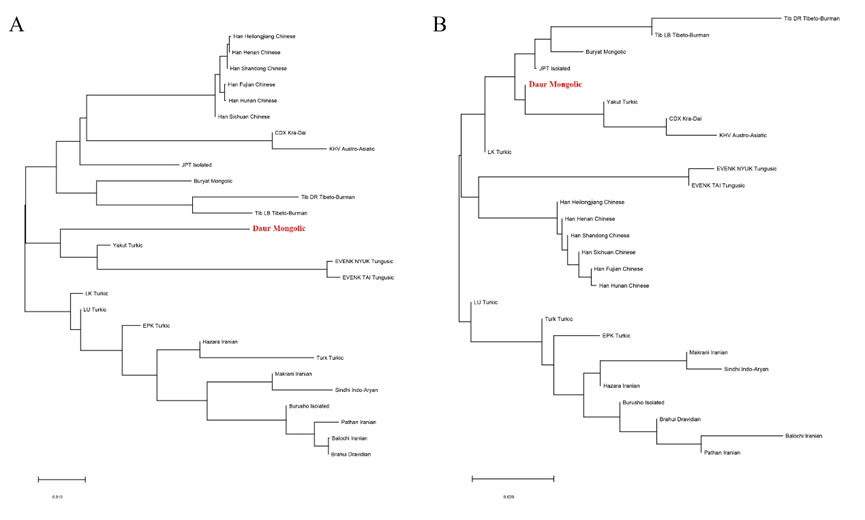 A
Han Heilongjiang Chinese
Han Henan Chinese
Han Shandong Chinese
Han Fujian Chinese
Han Hunan Chinese
Han Sichuan Chinese
CDX Kra-Dai
KHV Austro-Asiatic
JPT Isolated
Buryat Mongolic
Tib DR Tibeto-Burman
Tib LB Tibeto-Burman
Daur Mongolic
Yakut Turkic
EVENK NYUK Tungusic
EVENK TAI Tungusic
LK Turkic
LU Turkic
EPK Turkic
Hazara Iranian
Turk Turkic
Makrani Iranian
Sindhi Indo-Aryan
Burusho Isolated
Pathan Iranian
Balochi Iranian
Brahui Dravidian
B
Tib DR Tibeto-Burman
Tib LB Tibeto-Burman
Buryat Mongolic
JPT Isolated
Daur Mongolic
Yakut Turkic
CDX Kra-Dai
KHV Austro-Asiatic
LK Turkic
EVENK NYUK Tungusic
EVENK TAI Tungusic
Han Heilongjiang Chinese
Han Henan Chinese
Han Shandong Chinese
Han Sichuan Chinese
Han Fujian Chinese
Han Hunan Chinese
LU Turkic
Turk Turkic
EPK Turkic
Makrani Iranian
Sindhi Indo-Aryan
Hazara Iranian
Burusho Isolated
Brahui Dravidian
Balochi Iranian
Pathan Iranian